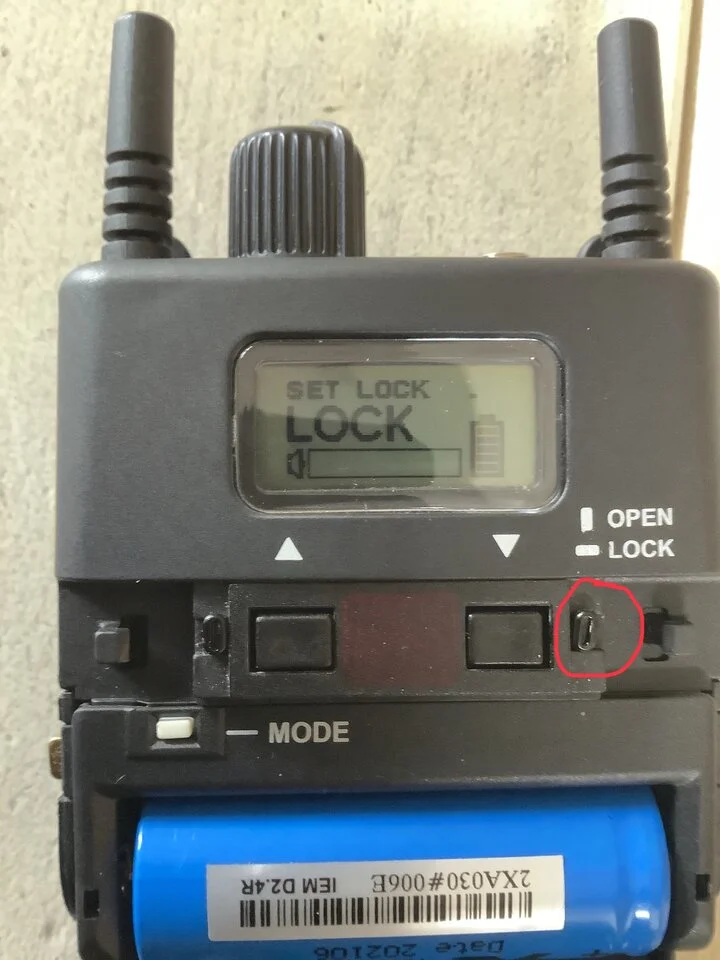 SET LOCK
LOCK
OPEN
LOCK
MODE
2XA030#006E IEM D2.4R
Date 202106